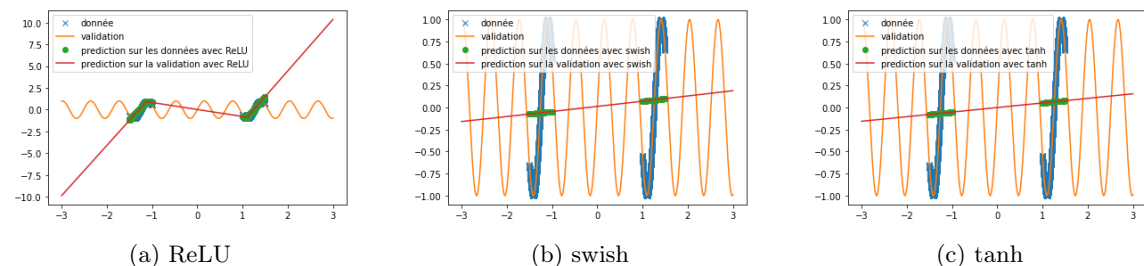 × donnée
validation
prediction sur les données avec ReLU
prediction sur la validation avec ReLU
10.0
7.5
5.0
2.5
0.0
−2.5
−5.0
−7.5
−10.0
−3 −2 −1 0 1 2 3
(a) ReLU
× donnée
validation
prediction sur les données avec swish
prediction sur la validation avec swish
1.00
0.75
0.50
0.25
0.00
−0.25
−0.50
−0.75
−1.00
−3 −2 −1 0 1 2 3
(b) swish
× donnée
validation
prediction sur les données avec tanh
prediction sur la validation avec tanh
1.00
0.75
0.50
0.25
0.00
−0.25
−0.50
−0.75
−1.00
−3 −2 −1 0 1 2 3
(c) tanh